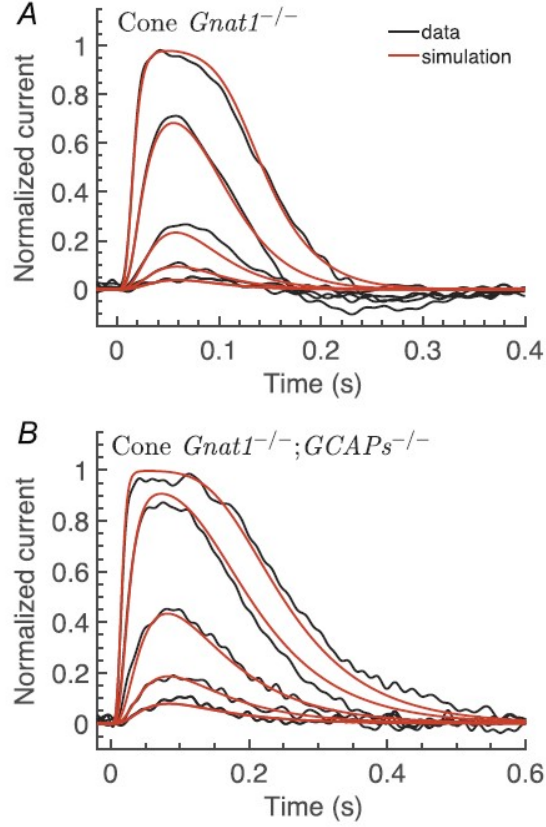 A
Cone Gnat1−/−
data
simulation
Normalized current
1
0.8
0.6
0.4
0.2
0
0 0.1 0.2 0.3 0.4
Time (s)
B
Cone Gnat1−/−;GCAPs−/−
Normalized current
1
0.8
0.6
0.4
0.2
0
0 0.2 0.4 0.6
Time (s)